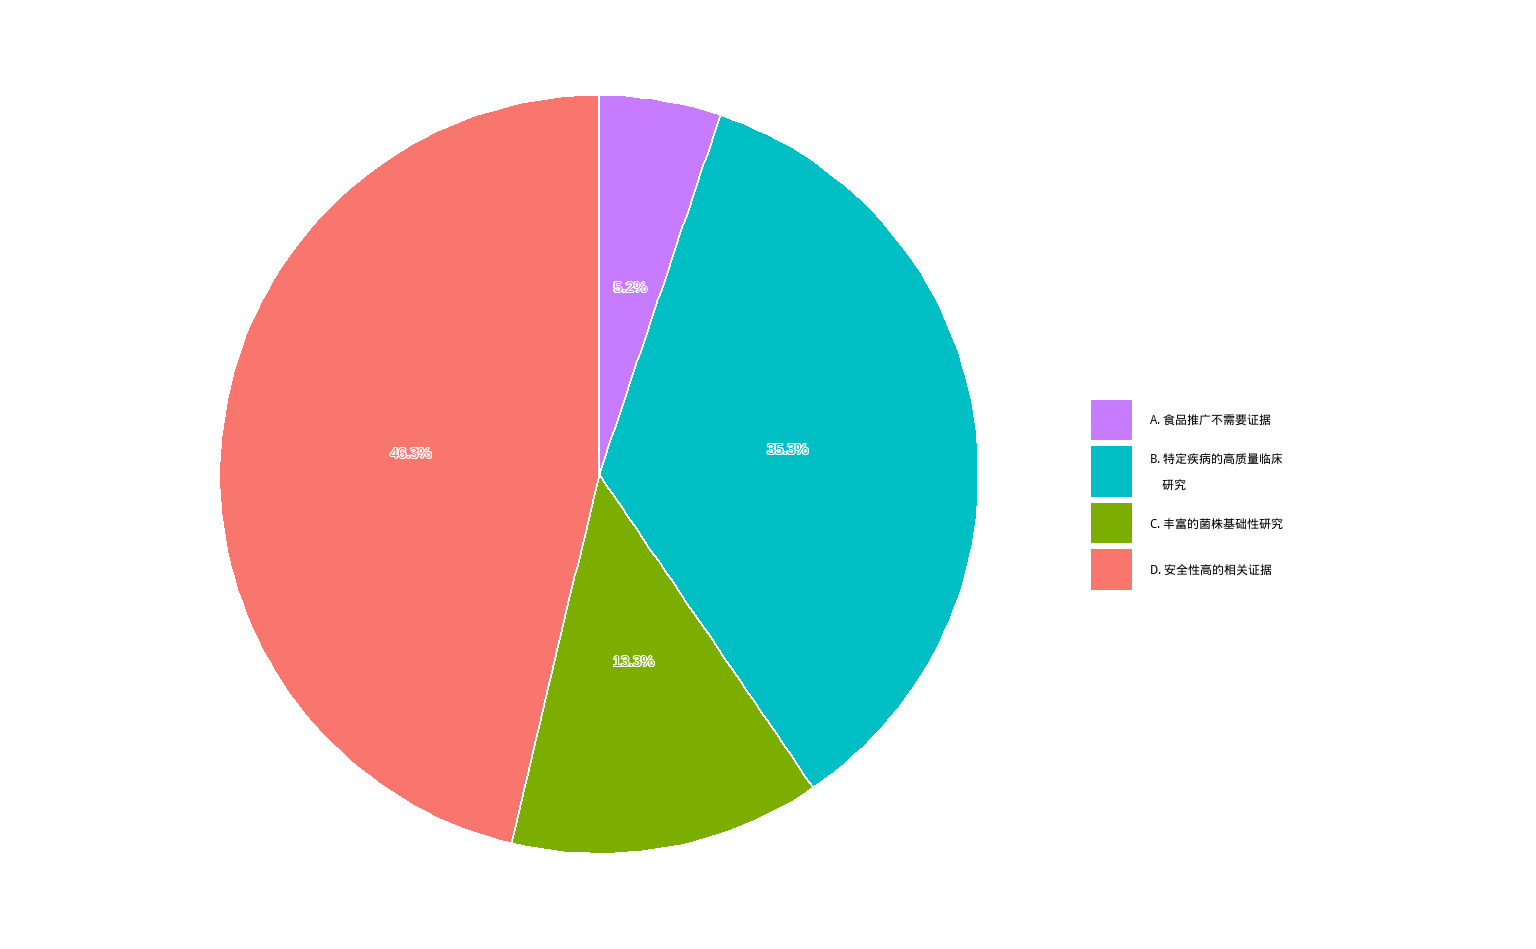 5.2%
35.3%
46.3%
13.3%
A. 食品推广不需要证据
B. 特定疾病的高质量临床
研究
C. 丰富的菌株基础性研究
D. 安全性高的相关证据